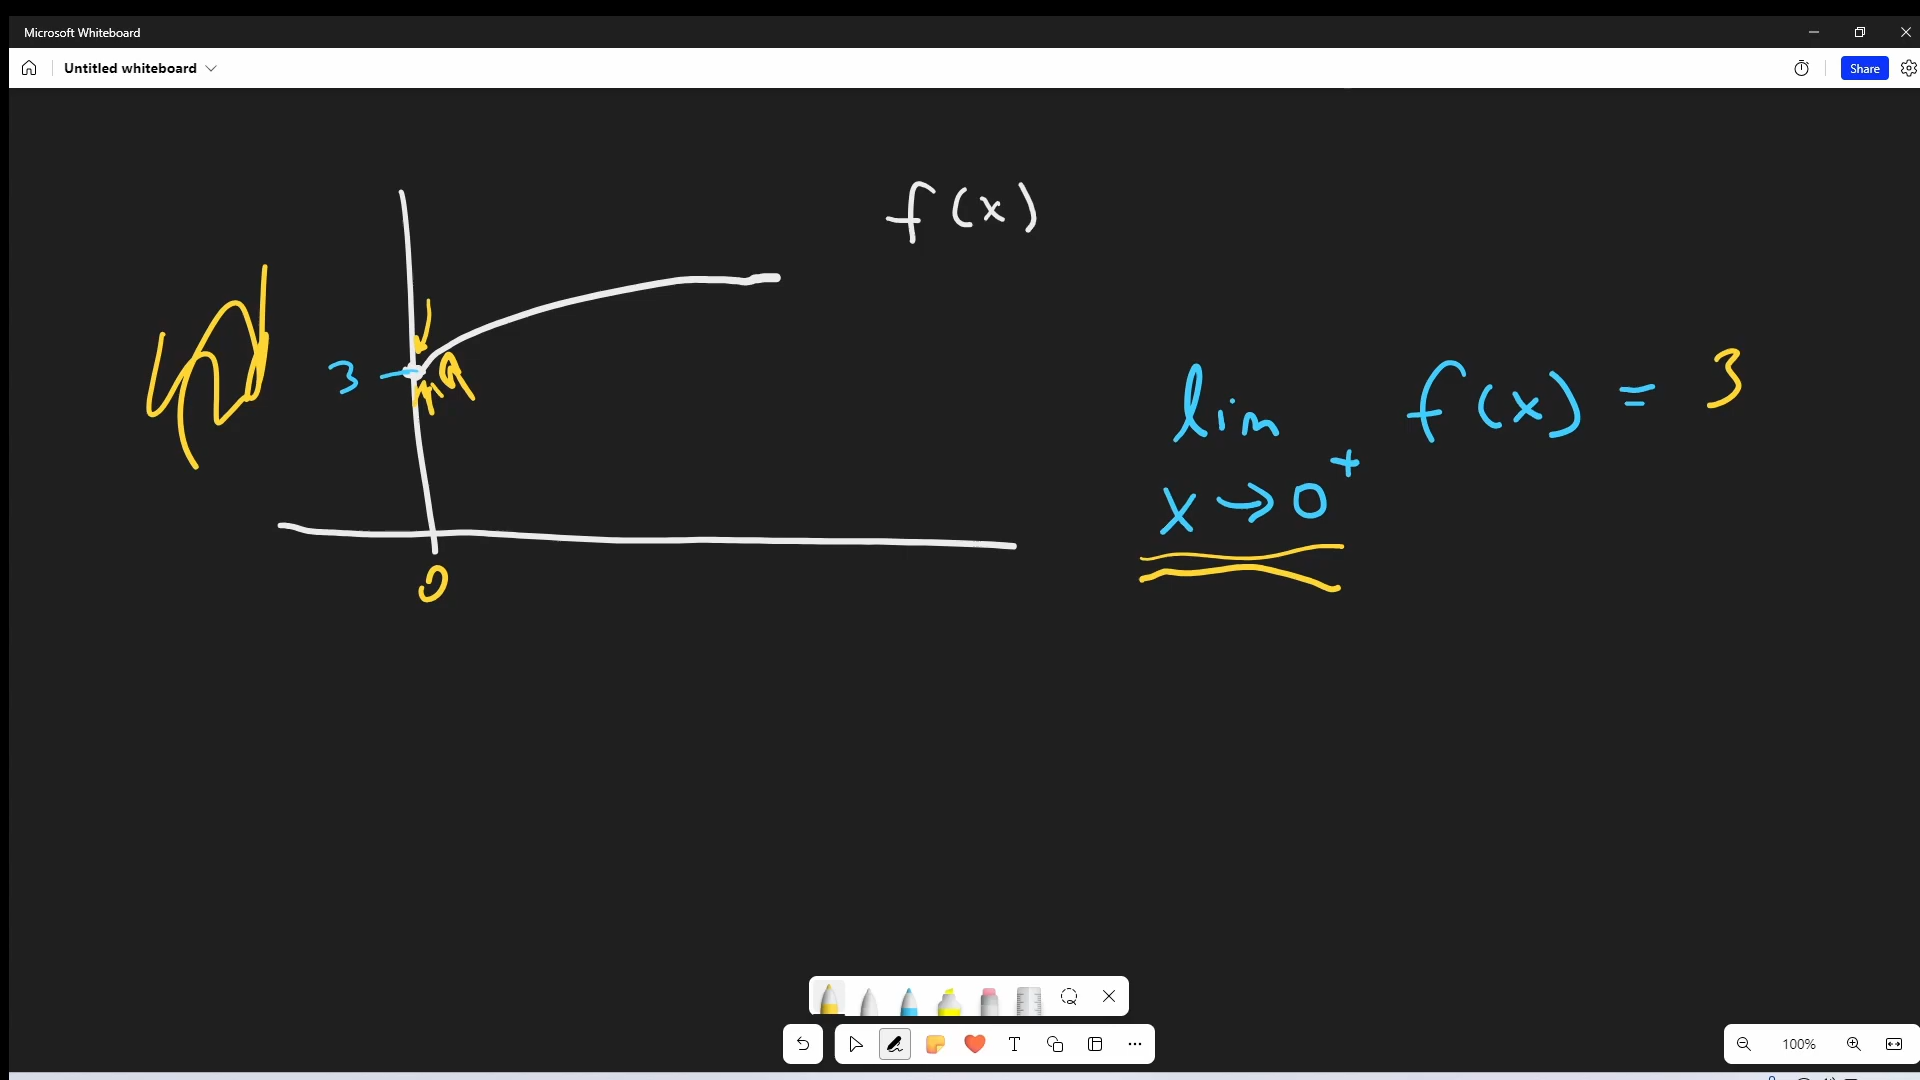 Microsoft Whiteboard
Untitled whiteboard
Share
f(x)
3
lim f(x) = 3
x → 0⁺
0
T
100%